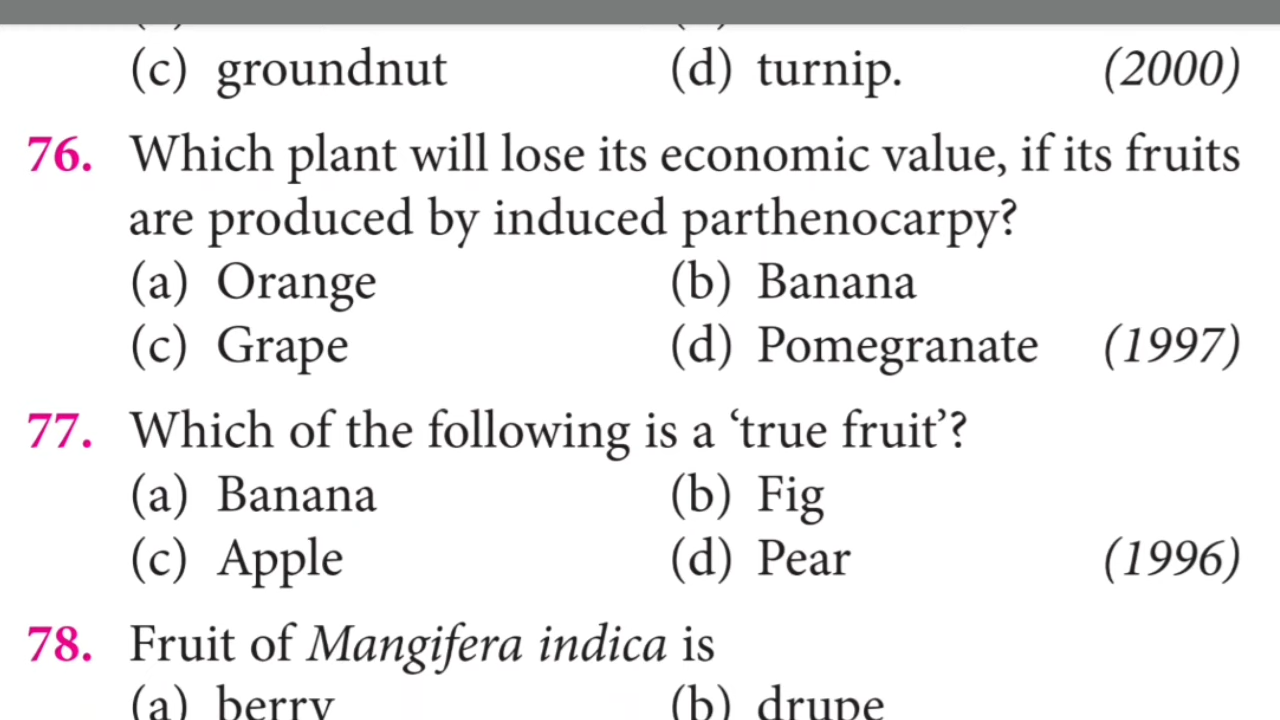 (c) groundnut (d) turnip. (2000)
76. Which plant will lose its economic value, if its fruits
are produced by induced parthenocarpy?
(a) Orange (b) Banana
(c) Grape (d) Pomegranate (1997)
77. Which of the following is a ‘true fruit’?
(a) Banana (b) Fig
(c) Apple (d) Pear (1996)
78. Fruit of Mangifera indica is
(a) berry (b) drupe